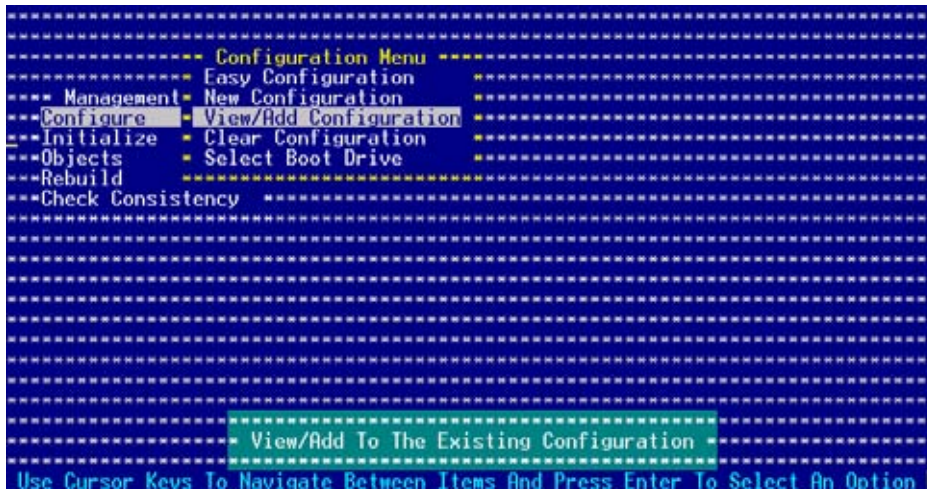 Configuration Menu
Easy Configuration
Management
New Configuration
Configure
View/Add Configuration
Initialize
Clear Configuration
Objects
Select Boot Drive
Rebuild
Check Consistency
View/Add To The Existing Configuration
Use Cursor Keys To Navigate Between Items And Press Enter To Select An Option